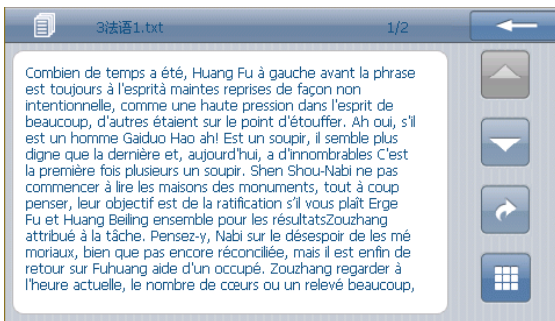 3法语1.txt
1/2
Combien de temps a été, Huang Fu à gauche avant la phrase
est toujours à l'esprità maintes reprises de façon non
intentionnelle, comme une haute pression dans l'esprit de
beaucoup, d'autres étaient sur le point d'étouffer. Ah oui, s'il
est un homme Gaiduo Hao ah! Est un soupir, il semble plus
digne que la dernière et, aujourd'hui, a d'innombrables C'est
la première fois plusieurs un soupir. Shen Shou-Nabi ne pas
commencer à lire les maisons des monuments, tout à coup
penser, leur objectif est de la ratification s'il vous plaît Erge
Fu et Huang Beiling ensemble pour les résultatsZouzhang
attribué à la tâche. Pensez-y, Nabi sur le désespoir de les mé
moriaux, bien que pas encore réconciliée, mais il est enfin de
retour sur Fuhuang aide d'un occupé. Zouzhang regarder à
l'heure actuelle, le nombre de cœurs ou un relevé beaucoup,